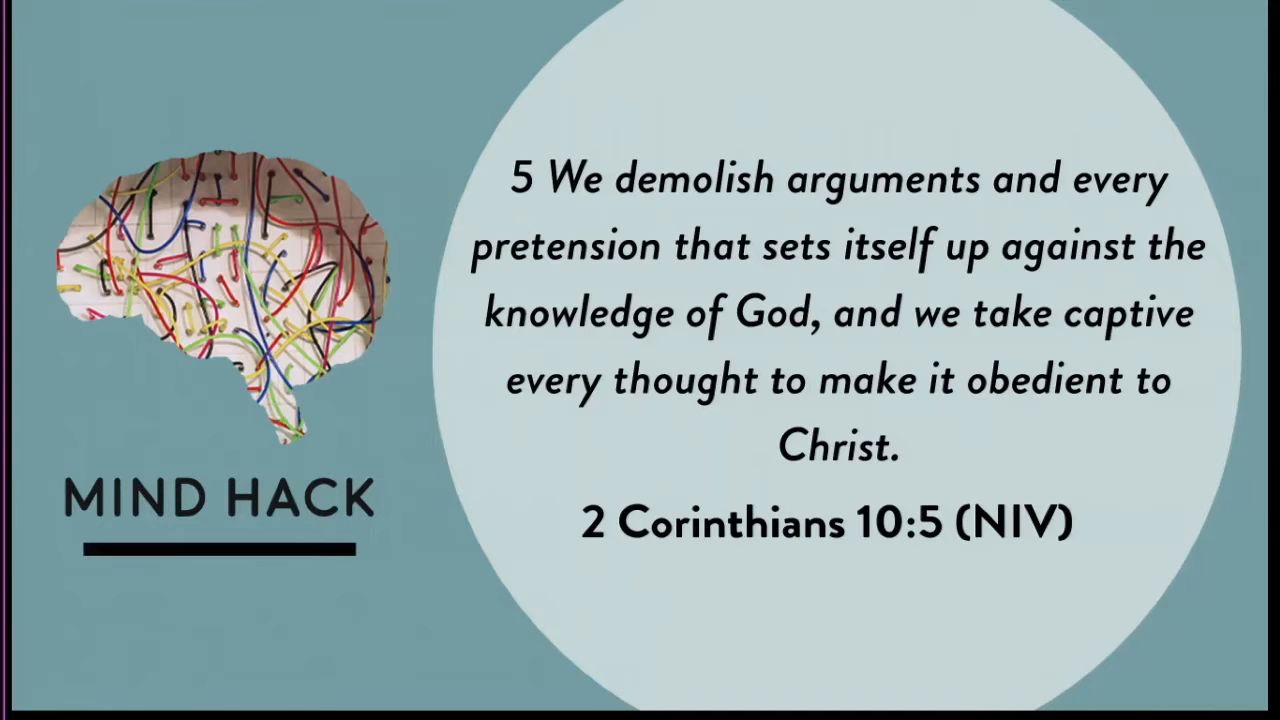 5 We demolish arguments and every
pretension that sets itself up against the
knowledge of God, and we take captive
every thought to make it obedient to
Christ.
2 Corinthians 10:5 (NIV)
MIND HACK